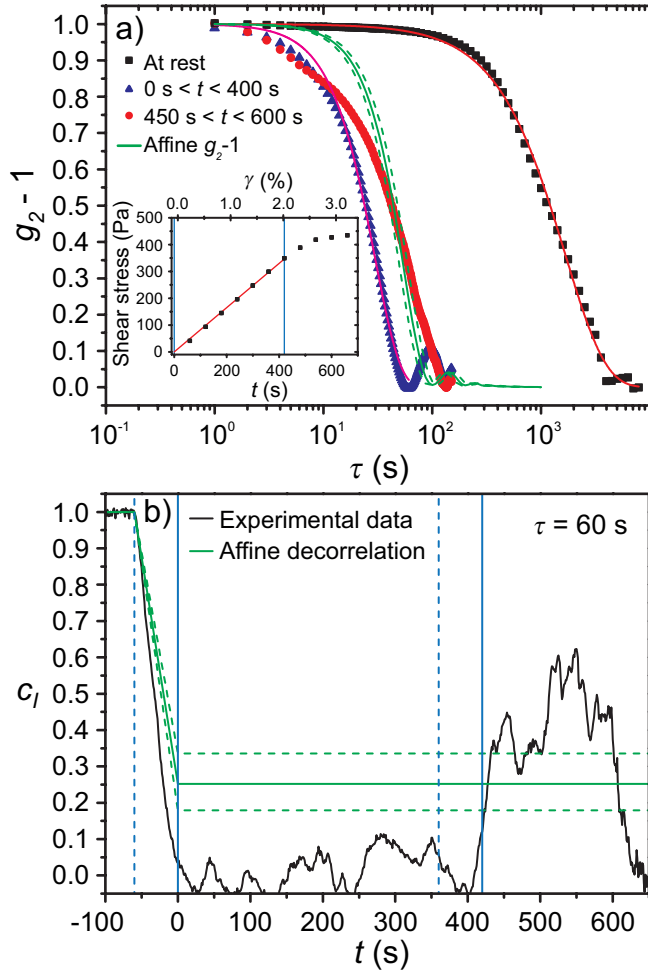 a)
At rest
0 s < t < 400 s
450 s < t < 600 s
Affine g₂-1
g₂ - 1
1.0
0.9
0.8
0.7
0.6
0.5
0.4
0.3
0.2
0.1
0.0
γ (%)
0.0 1.0 2.0 3.0
Shear stress (Pa)
500
400
300
200
100
0
0 200 400 600
t (s)
10⁻¹ 10⁰ 10¹ 10² 10³
τ (s)
b)
Experimental data
Affine decorrelation
τ = 60 s
c_I
1.0
0.9
0.8
0.7
0.6
0.5
0.4
0.3
0.2
0.1
0.0
-100 0 100 200 300 400 500 600
t (s)